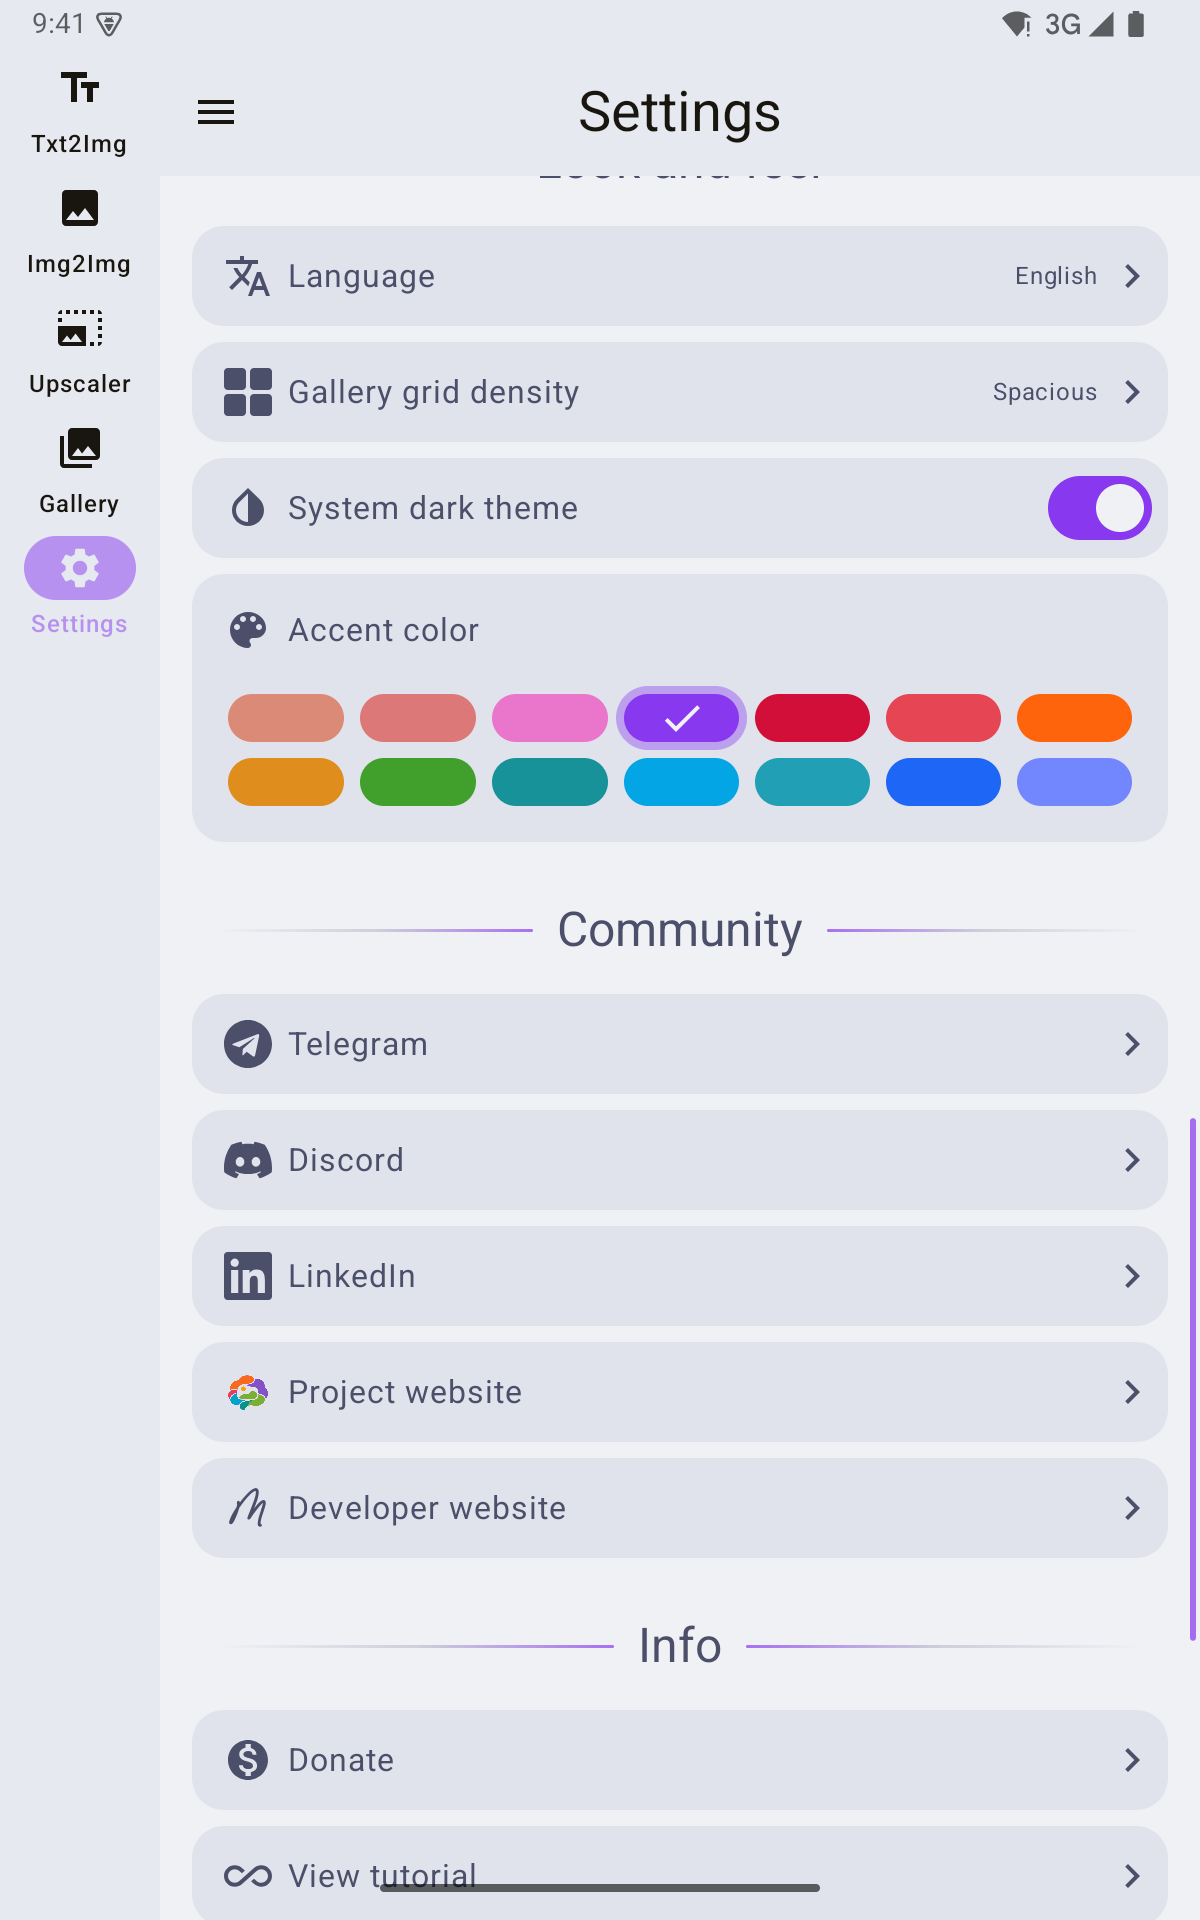 9:41
3G
Txt2Img
Img2Img
Upscaler
Gallery
Settings
Settings
Language
English
Gallery grid density
Spacious
System dark theme
Accent color
Community
Telegram
Discord
LinkedIn
Project website
Developer website
Info
Donate
View tutorial